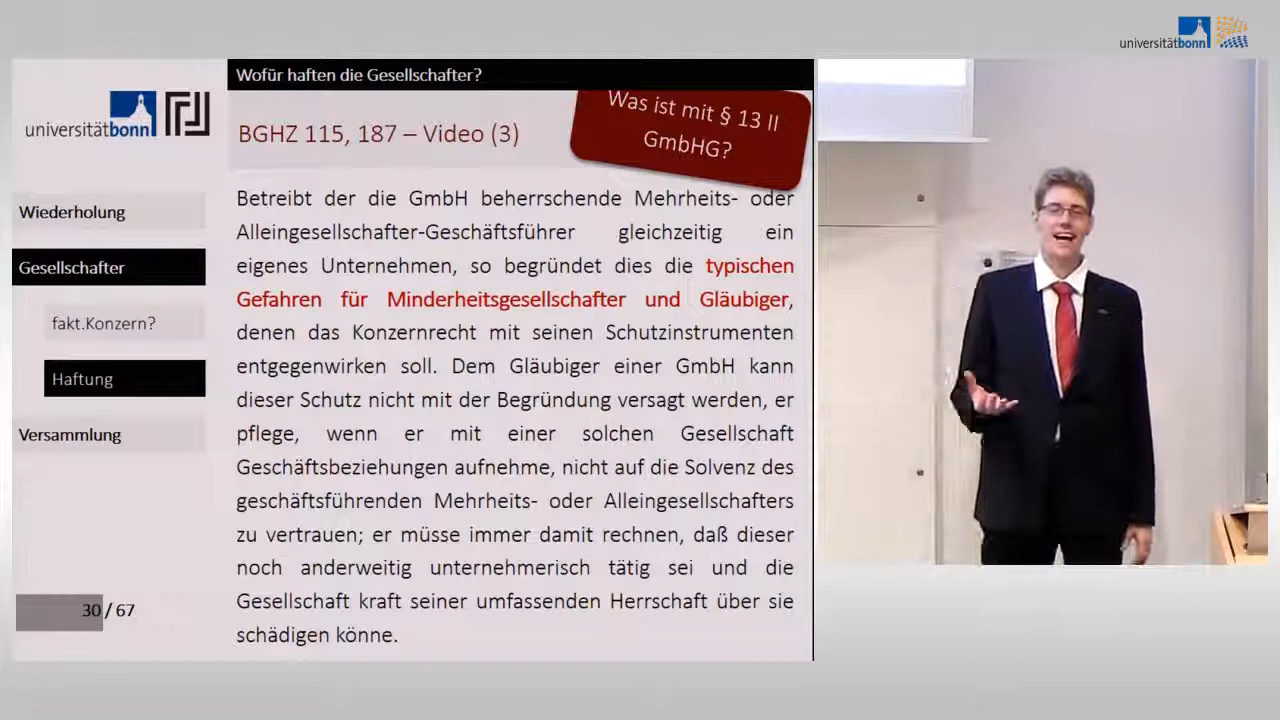 universitätbonn
Wofür haften die Gesellschafter?
universitätbonn
BGHZ 115, 187 – Video (3)
Was ist mit § 13 II
GmbHG?
Wiederholung
Gesellschafter
fakt.Konzern?
Haftung
Versammlung
30 / 67
Betreibt der die GmbH beherrschende Mehrheits- oder
Alleingesellschafter-Geschäftsführer gleichzeitig ein
eigenes Unternehmen, so begründet dies die typischen
Gefahren für Minderheitsgesellschafter und Gläubiger,
denen das Konzernrecht mit seinen Schutzinstrumenten
entgegenwirken soll. Dem Gläubiger einer GmbH kann
dieser Schutz nicht mit der Begründung versagt werden, er
pflege, wenn er mit einer solchen Gesellschaft
Geschäftsbeziehungen aufnehme, nicht auf die Solvenz des
geschäftsführenden Mehrheits- oder Alleingesellschafters
zu vertrauen; er müsse immer damit rechnen, daß dieser
noch anderweitig unternehmerisch tätig sei und die
Gesellschaft kraft seiner umfassenden Herrschaft über sie
schädigen könne.